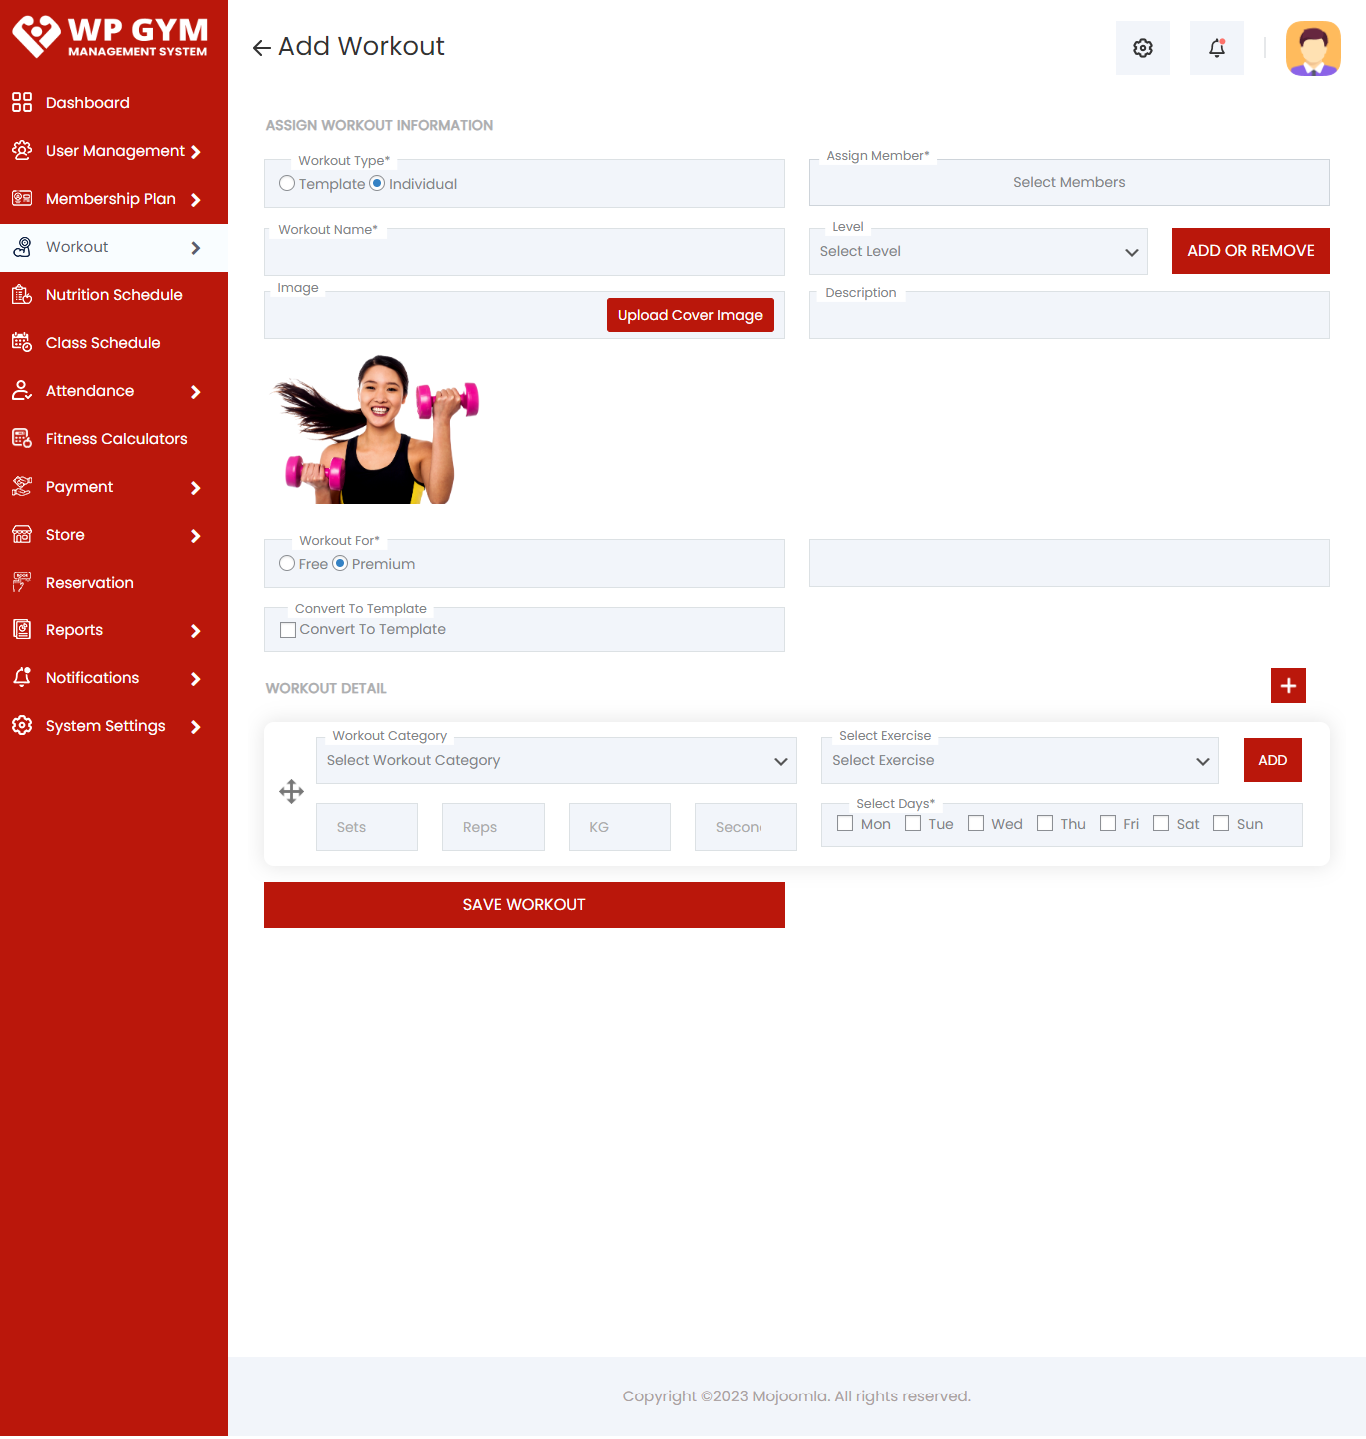 WP GYM
MANAGEMENT SYSTEM
Dashboard
User Management
Membership Plan
Workout
Nutrition Schedule
Class Schedule
Attendance
Fitness Calculators
Payment
Store
Reservation
Reports
Notifications
System Settings
Add Workout
ASSIGN WORKOUT INFORMATION
Workout Type*
Template Individual
Assign Member*
Select Members
Workout Name*
Level
Select Level
ADD OR REMOVE
Image
Upload Cover Image
Description
Workout For*
Free Premium
Convert To Template
Convert To Template
WORKOUT DETAIL
Workout Category
Select Workout Category
Select Exercise
Select Exercise
ADD
Sets Reps KG Secon
Select Days*
Mon Tue Wed Thu Fri Sat Sun
SAVE WORKOUT
Copyright ©2023 Mojoomla. All rights reserved.